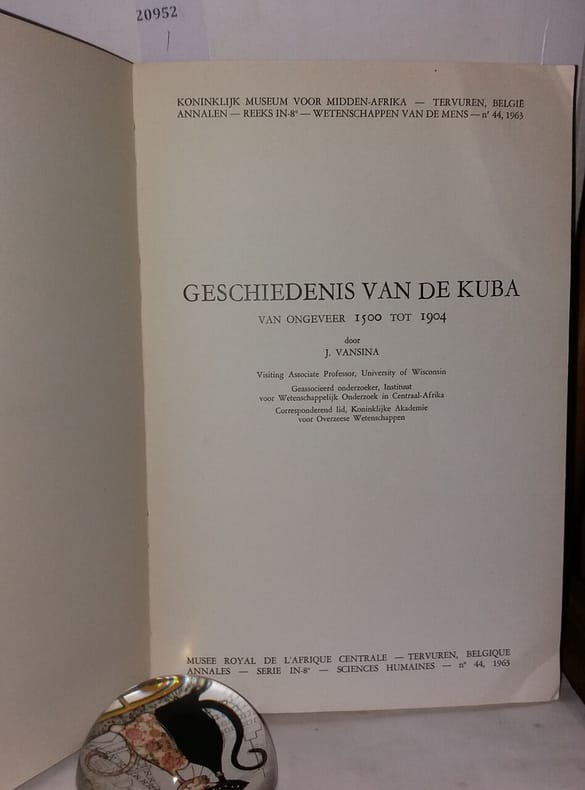 20952
/
KONINKLIJK MUSEUM VOOR MIDDEN-AFRIKA — TERVUREN, BELGIË
ANNALEN — REEKS IN-8° — WETENSCHAPPEN VAN DE MENS — nʳ 44, 1963
GESCHIEDENIS VAN DE KUBA
VAN ONGEVEER 1500 TOT 1904
door
J. VANSINA
Visiting Associate Professor, University of Wisconsin
Geassocieerd onderzoeker, Instituut
voor Wetenschappelijk Onderzoek in Centraal-Afrika
Corresponderend lid, Koninklijke Akademie
voor Overzeese Wetenschappen
MUSEE ROYAL DE L'AFRIQUE CENTRALE — TERVUREN, BELGIQUE
ANNALES — SERIE IN-8° — SCIENCES HUMAINES — n° 44, 1963